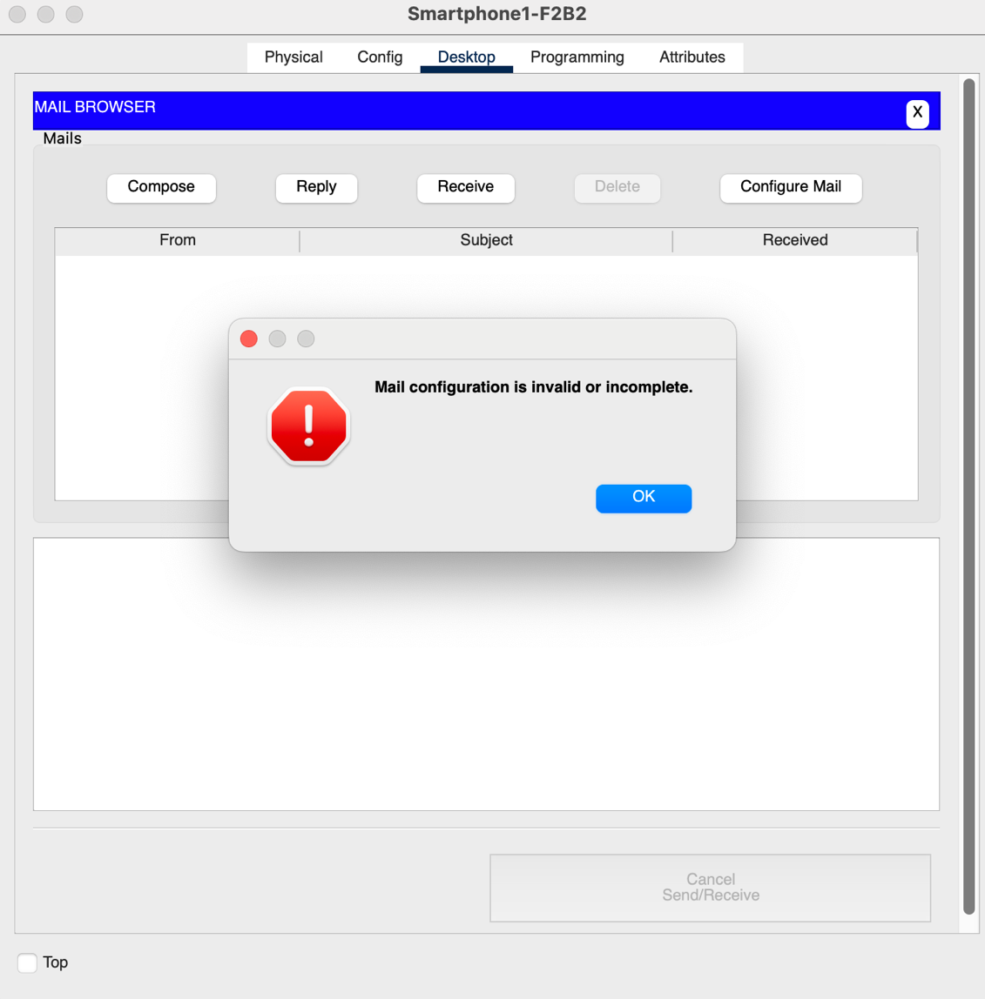 Smartphone1-F2B2
Physical Config Desktop Programming Attributes
MAIL BROWSER X
Mails
Compose Reply Receive Delete Configure Mail
From Subject Received
Mail configuration is invalid or incomplete.
OK
Cancel
Send/Receive
Top